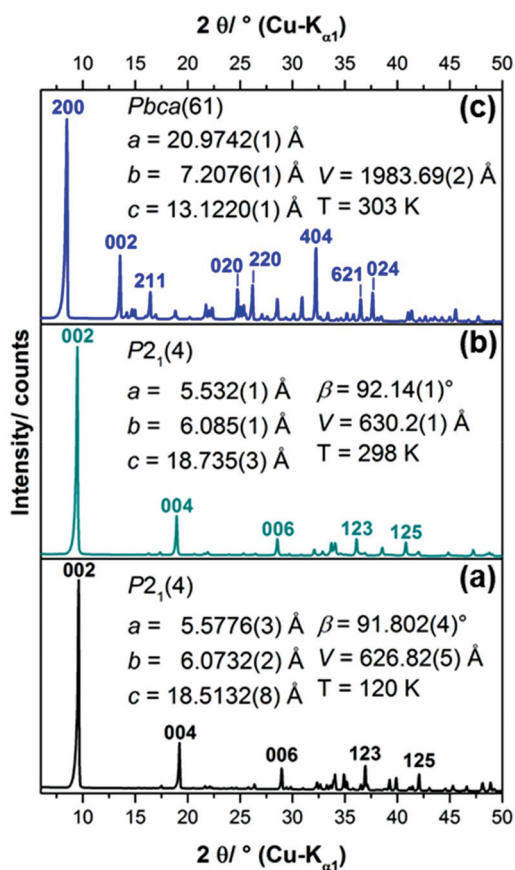 2 θ/ ° (Cu-Kα1)
10 15 20 25 30 35 40 45 50
(c)
200
Pbca(61)
a = 20.9742(1) Å
b = 7.2076(1) Å V = 1983.69(2) Å
c = 13.1220(1) Å T = 303 K
002
211
020
220
404
621
024
(b)
002
P2₁(4)
a = 5.532(1) Å β = 92.14(1)°
b = 6.085(1) Å V = 630.2(1) Å
c = 18.735(3) Å T = 298 K
004
006
123
125
(a)
002
P2₁(4)
a = 5.5776(3) Å β = 91.802(4)°
b = 6.0732(2) Å V = 626.82(5) Å
c = 18.5132(8) Å T = 120 K
004
006
123
125
Intensity/ counts
10 15 20 25 30 35 40 45 50
2 θ/ ° (Cu-Kα1)